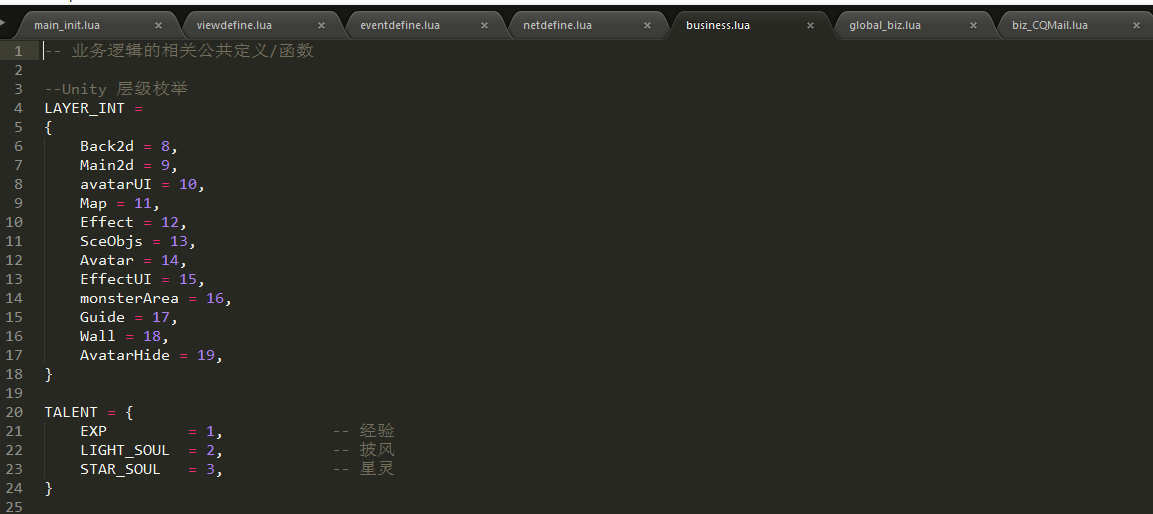 main_init.lua × viewdefine.lua × eventdefine.lua × netdefine.lua × business.lua × global_biz.lua × biz_CQMail.lua ×
1 -- 业务逻辑的相关公共定义/函数
2
3 --Unity 层级枚举
4 LAYER_INT =
5 {
6 Back2d = 8,
7 Main2d = 9,
8 avatarUI = 10,
9 Map = 11,
10 Effect = 12,
11 SceObjs = 13,
12 Avatar = 14,
13 EffectUI = 15,
14 monsterArea = 16,
15 Guide = 17,
16 Wall = 18,
17 AvatarHide = 19,
18 }
19
20 TALENT = {
21 EXP = 1, -- 经验
22 LIGHT_SOUL = 2, -- 披风
23 STAR_SOUL = 3, -- 星灵
24 }
25